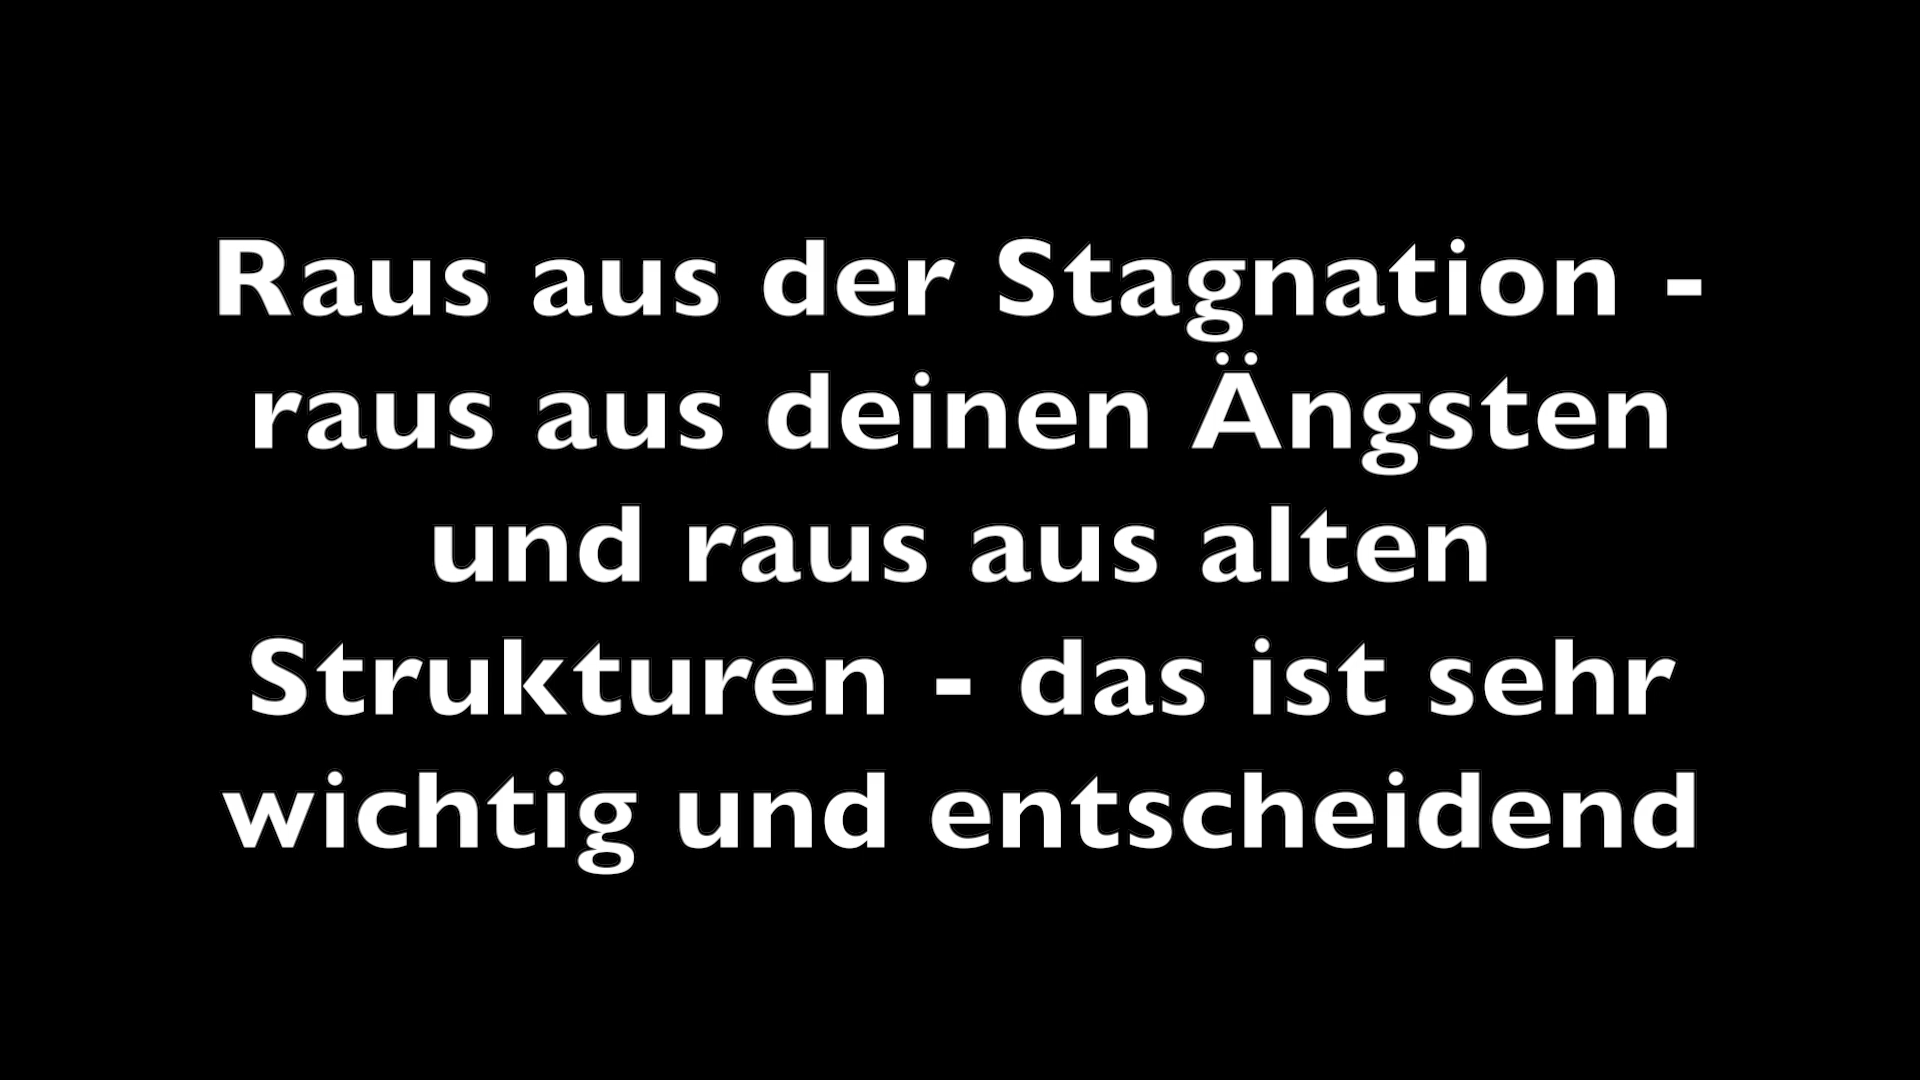 Raus aus der Stagnation -
raus aus deinen Ängsten
und raus aus alten
Strukturen - das ist sehr
wichtig und entscheidend